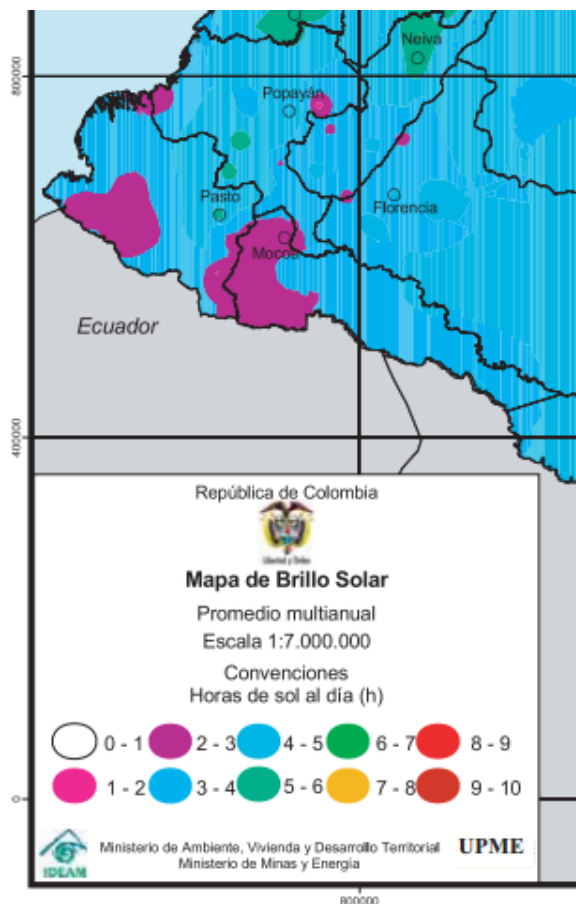 Neiva
800000
Popayán
Pasto
Florencia
Mocoa
Ecuador
400000
República de Colombia
Libertad y Orden
Mapa de Brillo Solar
Promedio multianual
Escala 1:7.000.000
Convenciones
Horas de sol al día (h)
0 - 1 2 - 3 4 - 5 6 - 7 8 - 9
1 - 2 3 - 4 5 - 6 7 - 8 9 - 10
0
IDEAM
Ministerio de Ambiente, Vivienda y Desarrollo Territorial
Ministerio de Minas y Energía
UPME
800000